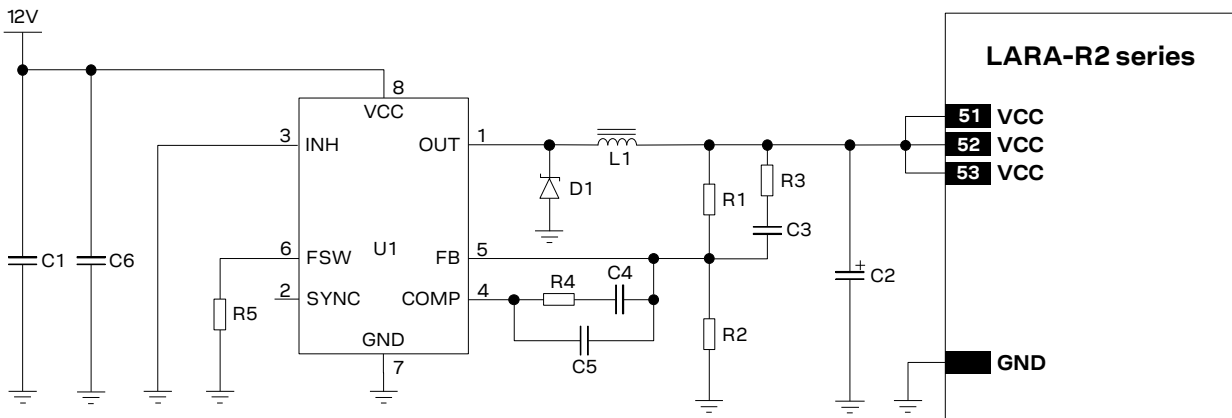 12V
LARA-R2 series
8
VCC
51 VCC
3 INH OUT 1
52 VCC
L1
53 VCC
D1
R1
R3
C3
C1 C6
6 FSW U1 FB 5
C4
R4
C2
2 SYNC COMP 4
R5
R2
GND
C5
7
GND
+